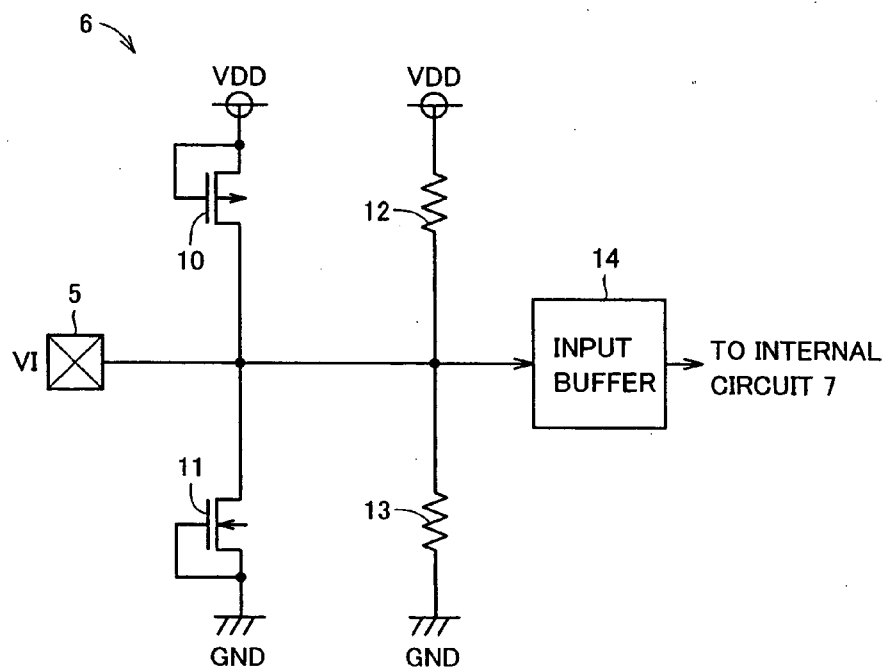 6
VDD
VDD
10
12
5
VI
14
INPUT
BUFFER
TO INTERNAL
CIRCUIT 7
11
13
GND
GND